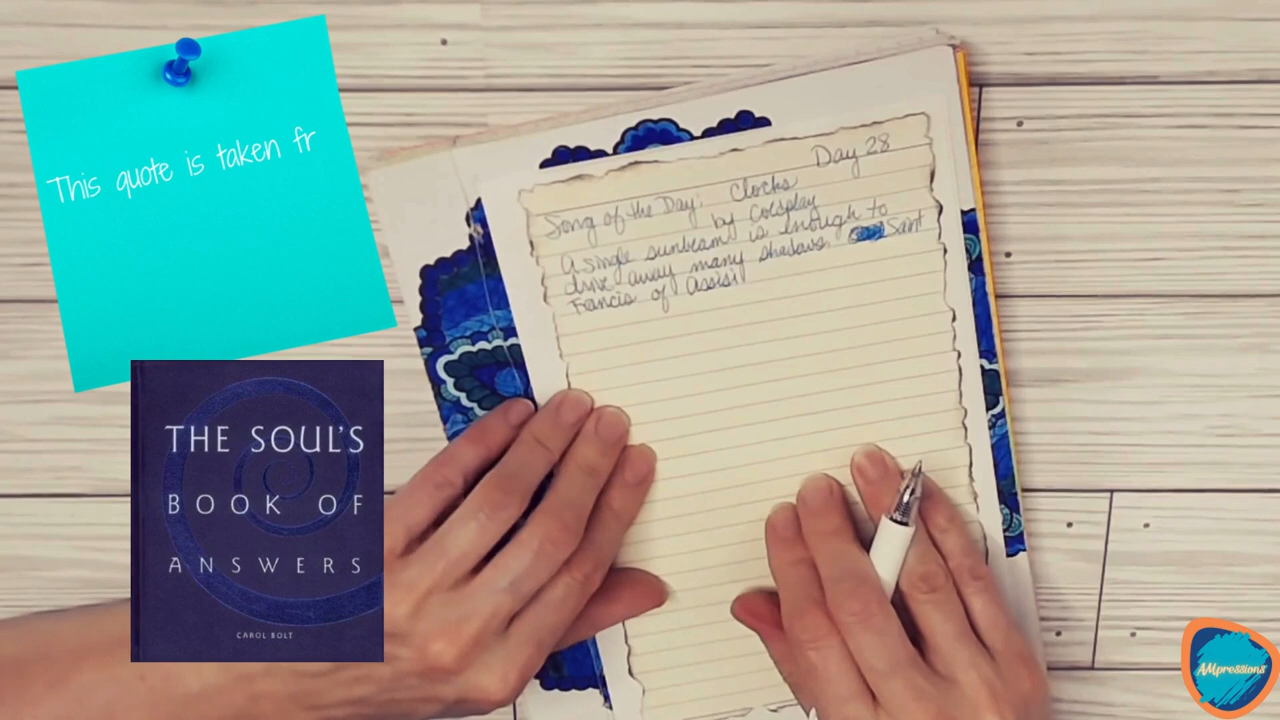 This quote is taken fr
Day 28
Song of the Day: Clocks
by Coldplay
A single sunbeam is enough to
drive away many shadows. Saint
Francis of Assisi
THE SOUL'S
BOOK OF
ANSWERS
CAROL BOLT
AMpressions